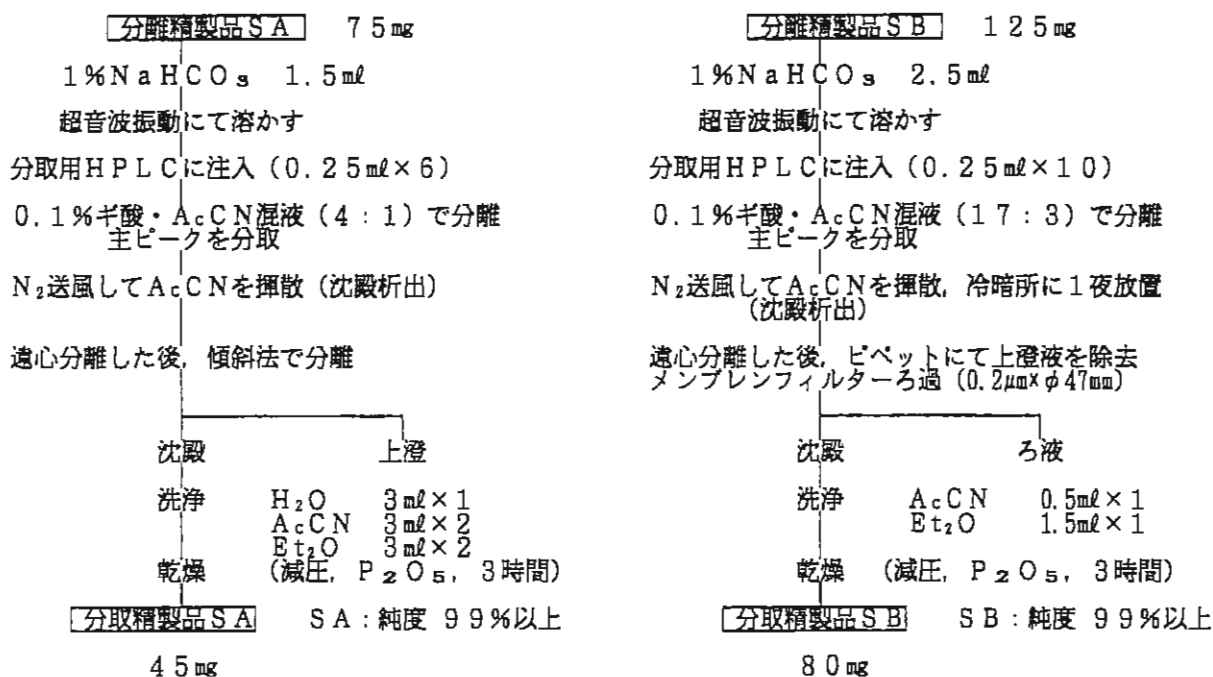 分離精製品SA 75mg
1%NaHCO₃ 1.5ml
超音波振動にて溶かす
分取用HPLCに注入(0.25ml×6)
0.1%ギ酸・AcCN混液(4:1)で分離
主ピークを分取
N₂送風してAcCNを揮散(沈殿析出)
遠心分離した後,傾斜法で分離
沈殿 上澄
洗浄 H₂O 3ml×1
AcCN 3ml×2
Et₂O 3ml×2
乾燥 (減圧,P₂O₅,3時間)
分取精製品SA SA:純度 99%以上
45mg
分離精製品SB 125mg
1%NaHCO₃ 2.5ml
超音波振動にて溶かす
分取用HPLCに注入(0.25ml×10)
0.1%ギ酸・AcCN混液(17:3)で分離
主ピークを分取
N₂送風してAcCNを揮散,冷暗所に1夜放置
(沈殿析出)
遠心分離した後,ピペットにて上澄液を除去
メンブレンフィルターろ過(0.2μm×φ47mm)
沈殿 ろ液
洗浄 AcCN 0.5ml×1
Et₂O 1.5ml×1
乾燥 (減圧,P₂O₅,3時間)
分取精製品SB SB:純度 99%以上
80mg